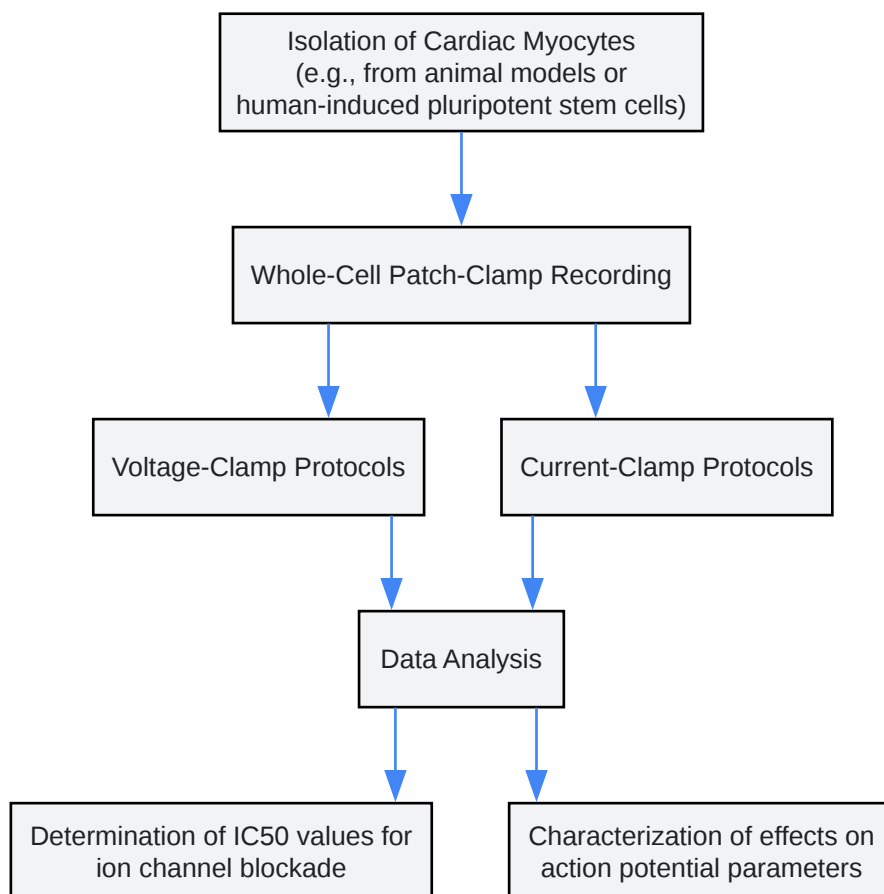 Isolation of Cardiac Myocytes
(e.g., from animal models or
human-induced pluripotent stem cells)
Whole-Cell Patch-Clamp Recording
Voltage-Clamp Protocols
Current-Clamp Protocols
Data Analysis
Determination of IC50 values for
ion channel blockade
Characterization of effects on
action potential parameters